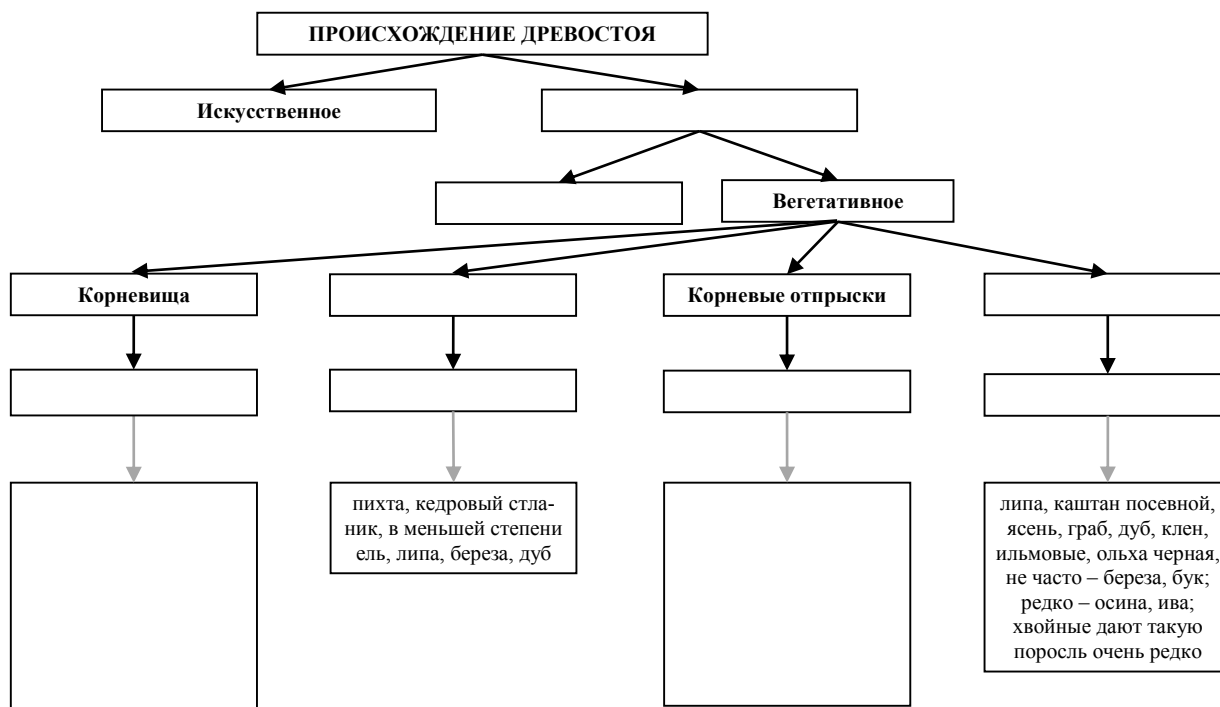 ПРОИСХОЖДЕНИЕ ДРЕВОСТОЯ
Искусственное
Вегетативное
Корневища
Корневые отпрыски
пихта, кедровый стла-
ник, в меньшей степени
ель, липа, береза, дуб
липа, каштан посевной,
ясень, граб, дуб, клен,
ильмовые, ольха черная,
не часто – береза, бук;
редко – осина, ива;
хвойные дают такую
поросль очень редко